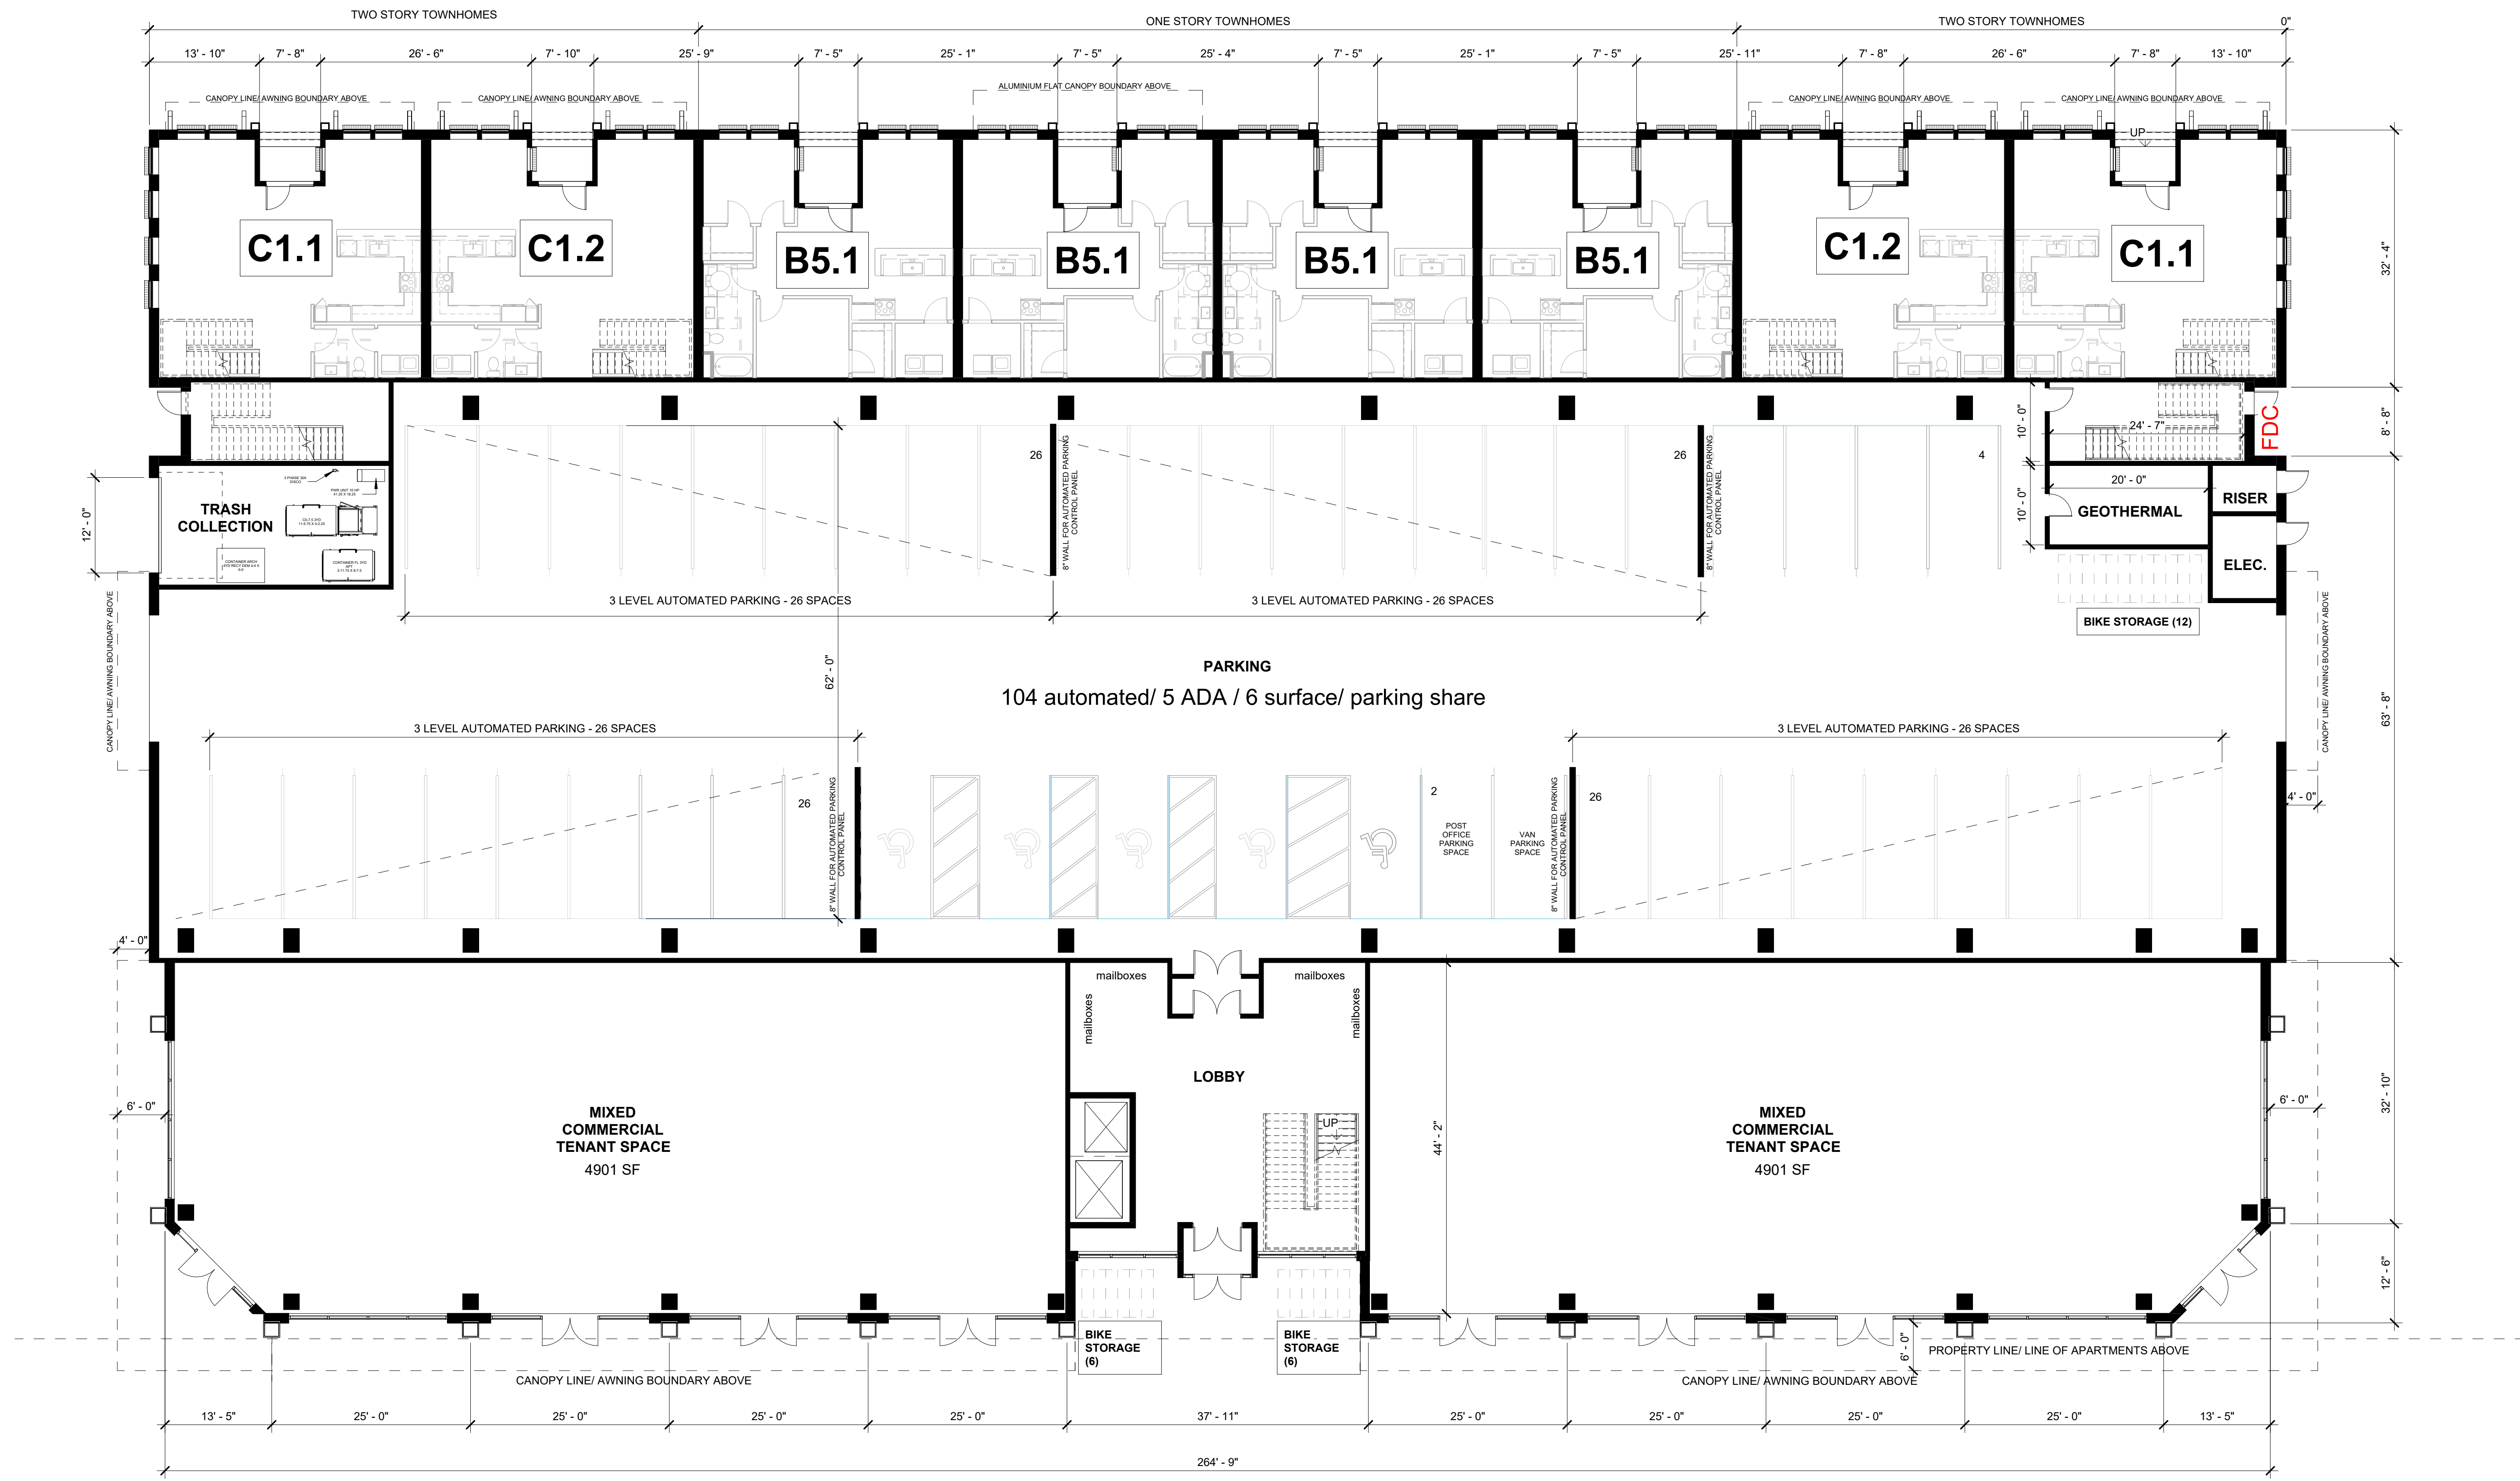 TWO STORY TOWNHOMES
ONE STORY TOWNHOMES
TWO STORY TOWNHOMES
0"
13' - 10"
7' - 8"
26' - 6"
7' - 10"
25' - 9"
7' - 5"
25' - 1"
7' - 5"
25' - 4"
7' - 5"
25' - 1"
7' - 5"
25' - 11"
7' - 8"
26' - 6"
7' - 8"
13' - 10"
CANOPY LINE/ AWNING BOUNDARY ABOVE
CANOPY LINE/ AWNING BOUNDARY ABOVE
ALUMINIUM FLAT CANOPY BOUNDARY ABOVE
CANOPY LINE/ AWNING BOUNDARY ABOVE
CANOPY LINE/ AWNING BOUNDARY ABOVE
UP
C1.1
C1.2
B5.1
B5.1
B5.1
B5.1
C1.2
C1.1
32' - 4"
8' - 8"
FDC
10' - 0"
24' - 7"
26
8" WALL FOR AUTOMATED PARKING
CONTROL PANEL
26
8" WALL FOR AUTOMATED PARKING
CONTROL PANEL
4
12' - 0"
TRASH
COLLECTION
3 PHASE 30A
DISCO
PWR UNIT 10 HP
41.25 X 18.25
10' - 0"
20' - 0"
GEOTHERMAL
RISER
ELEC.
BIKE STORAGE (12)
3 LEVEL AUTOMATED PARKING - 26 SPACES
3 LEVEL AUTOMATED PARKING - 26 SPACES
CANOPY LINE/ AWNING BOUNDARY ABOVE
CANOPY LINE/ AWNING BOUNDARY ABOVE
62' - 0"
PARKING
104 automated/ 5 ADA / 6 surface/ parking share
63' - 8"
3 LEVEL AUTOMATED PARKING - 26 SPACES
3 LEVEL AUTOMATED PARKING - 26 SPACES
26
8" WALL FOR AUTOMATED PARKING
CONTROL PANEL
2
POST
OFFICE
PARKING
SPACE
VAN
PARKING
SPACE
8" WALL FOR AUTOMATED PARKING
CONTROL PANEL
26
4' - 0"
4' - 0"
mailboxes
mailboxes
mailboxes
mailboxes
LOBBY
UP
6' - 0"
MIXED
COMMERCIAL
TENANT SPACE
4901 SF
44' - 2"
MIXED
COMMERCIAL
TENANT SPACE
4901 SF
6' - 0"
32' - 10"
12' - 6"
BIKE
STORAGE
(6)
BIKE
STORAGE
(6)
6' - 0"
PROPERTY LINE/ LINE OF APARTMENTS ABOVE
CANOPY LINE/ AWNING BOUNDARY ABOVE
CANOPY LINE/ AWNING BOUNDARY ABOVE
13' - 5"
25' - 0"
25' - 0"
25' - 0"
25' - 0"
37' - 11"
25' - 0"
25' - 0"
25' - 0"
25' - 0"
13' - 5"
264' - 9"